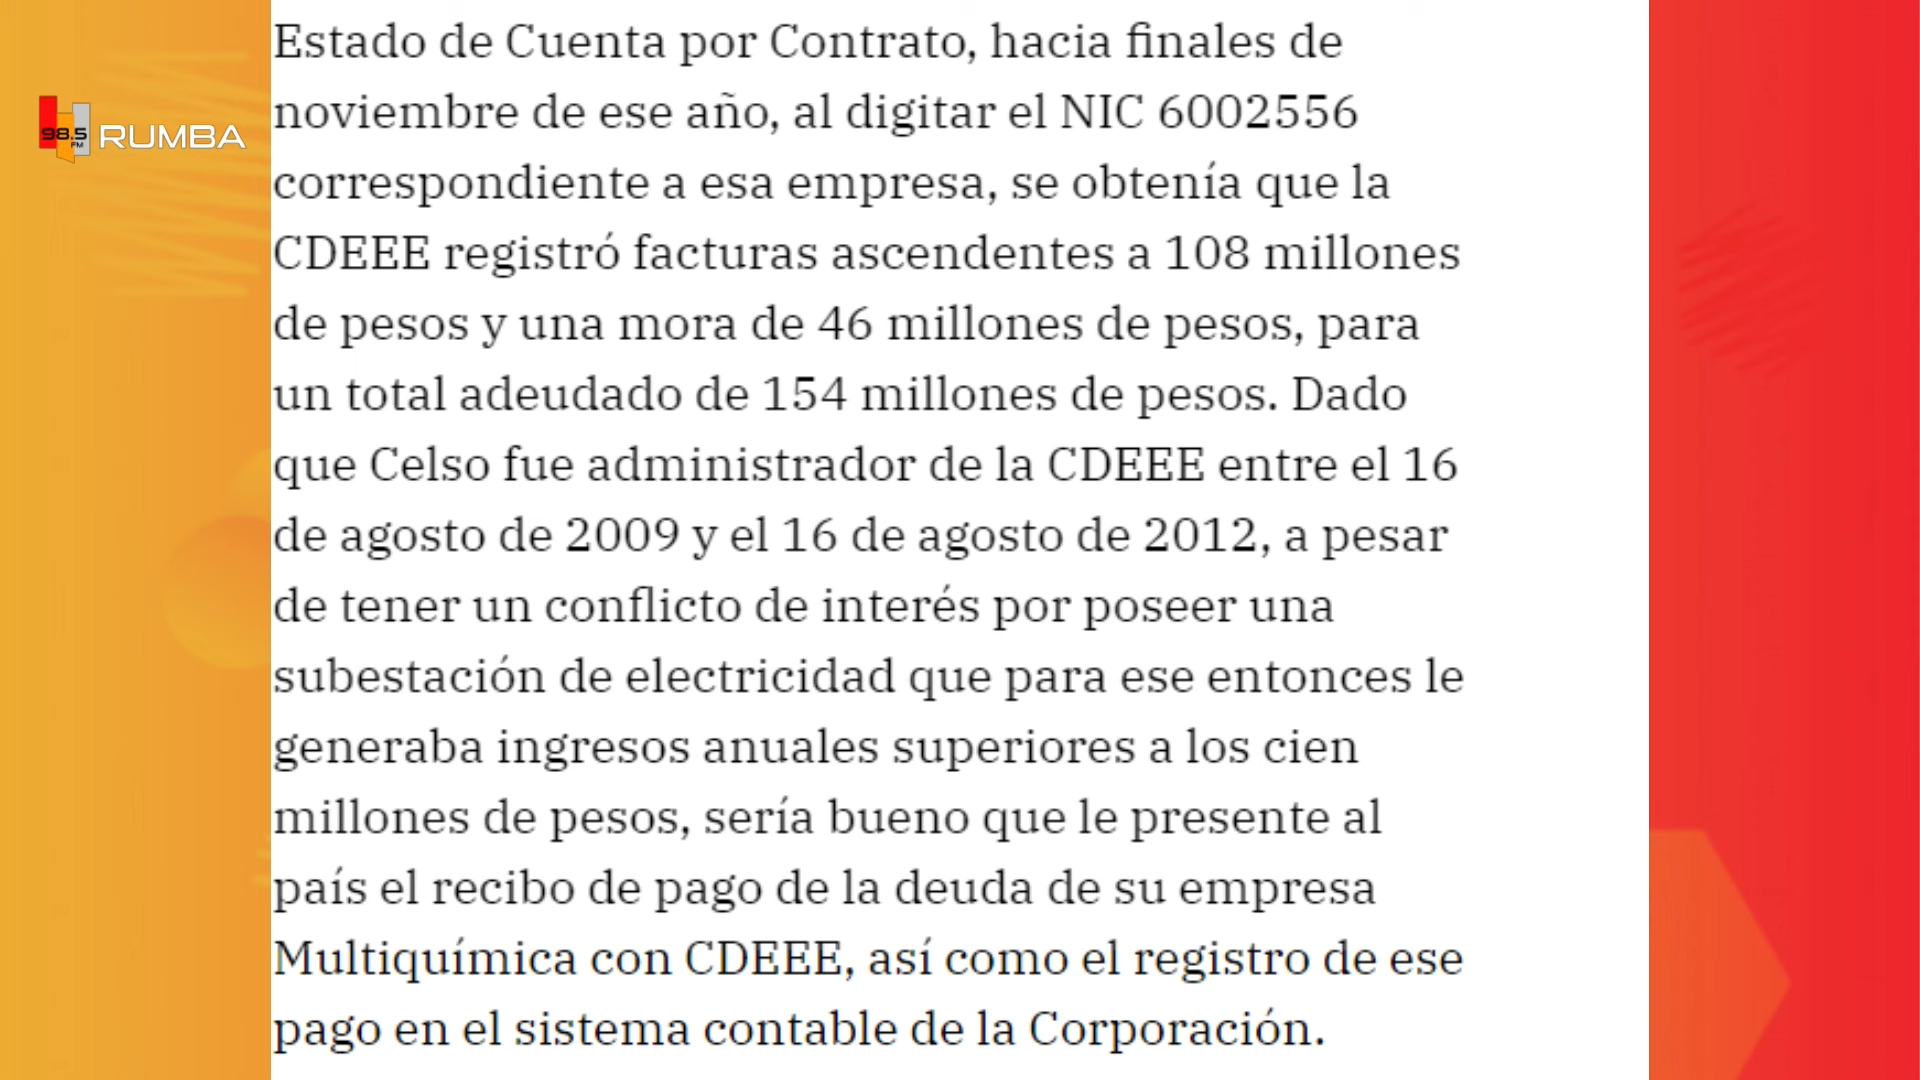 98.5
FM
RUMBA
Estado de Cuenta por Contrato, hacia finales de
noviembre de ese año, al digitar el NIC 6002556
correspondiente a esa empresa, se obtenía que la
CDEEE registró facturas ascendentes a 108 millones
de pesos y una mora de 46 millones de pesos, para
un total adeudado de 154 millones de pesos. Dado
que Celso fue administrador de la CDEEE entre el 16
de agosto de 2009 y el 16 de agosto de 2012, a pesar
de tener un conflicto de interés por poseer una
subestación de electricidad que para ese entonces le
generaba ingresos anuales superiores a los cien
millones de pesos, sería bueno que le presente al
país el recibo de pago de la deuda de su empresa
Multiquímica con CDEEE, así como el registro de ese
pago en el sistema contable de la Corporación.